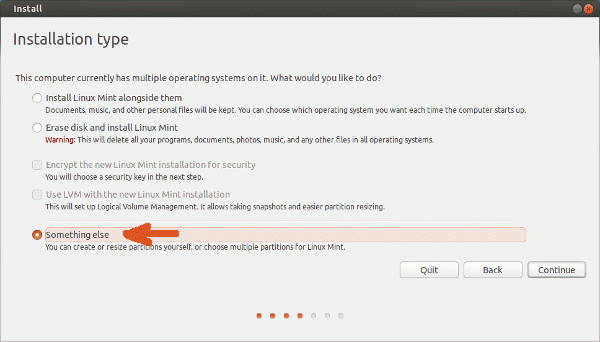 Install
Installation type
This computer currently has multiple operating systems on it. What would you like to do?
Install Linux Mint alongside them
Documents, music, and other personal files will be kept. You can choose which operating system you want each time the computer starts up.
Erase disk and install Linux Mint
Warning: This will delete all your programs, documents, photos, music, and any other files in all operating systems.
Encrypt the new Linux Mint installation for security
You will choose a security key in the next step.
Use LVM with the new Linux Mint installation
This will set up Logical Volume Management. It allows taking snapshots and easier partition resizing.
Something else
You can create or resize partitions yourself, or choose multiple partitions for Linux Mint.
Quit Back Continue